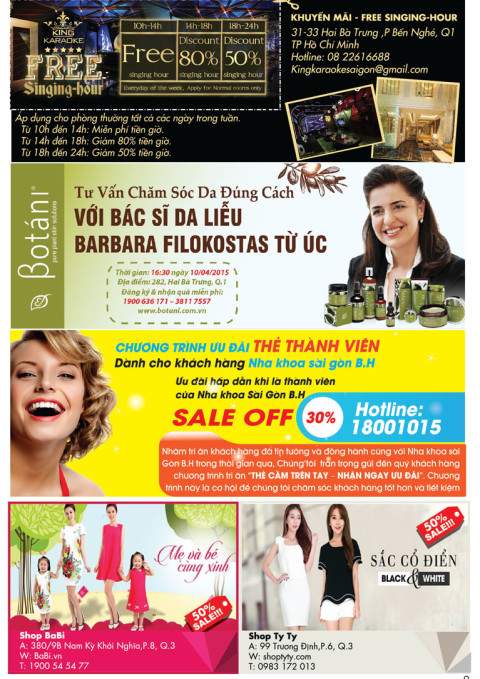 KING
KARAOKE
FREE
Singing-hour
10h-14h
Free
singing hour
14h-18h
Discount
80%
singing hour
18h-24h
Discount
50%
singing hour
Everyday of the week, Apply for Normal rooms only
KHUYẾN MÃI - FREE SINGING-HOUR
31-33 Hai Bà Trưng ,P Bến Nghé, Q1
TP Hồ Chí Minh
Hotline: 08 22616688
Kingkaraokesaigon@gmail.com
Áp dụng cho phòng thường tất cả các ngày trong tuần.
Từ 10h đến 14h: Miễn phí tiền giờ.
Từ 14h đến 18h: Giảm 80% tiền giờ.
Từ 18h đến 24h: Giảm 50% tiền giờ.
Botáni®
pure plant skin solutions
Tư Vấn Chăm Sóc Da Đúng Cách
VỚI BÁC SĨ DA LIỄU
BARBARA FILOKOSTAS TỪ ÚC
Thời gian: 16:30 ngày 10/04/2015
Địa điểm: 282, Hai Bà Trưng, Q.1
Đăng ký & nhận quà miễn phí:
1900 636 171 – 3811 7557
www.botani.com.vn
CHƯƠNG TRÌNH ƯU ĐÃI THẺ THÀNH VIÊN
Dành cho khách hàng Nha khoa sài gòn B.H
Ưu đãi hấp dẫn khi là thành viên
của Nha khoa Sài Gòn B.H
SALE OFF 30%
Hotline:
18001015
Nhằm tri ân khách hàng đã tin tưởng và đồng hành cùng với Nha khoa sài
Gòn B.H trong thời gian qua, Chúng tôi trân trọng gửi đến quý khách hàng
chương trình tri ân "THẺ CẦM TRÊN TAY – NHẬN NGAY ƯU ĐÃI". Chương
trình này là cơ hội để chúng tôi chăm sóc khách hàng tốt hơn và tiết kiệm
Mẹ và bé
cùng xinh
50%
SALE!!!
Shop BaBi
A: 380/9B Nam Kỳ Khởi Nghĩa,P.8, Q.3
W: BaBi.vn
T: 1900 54 54 77
50%
SALE!!!
SẮC CỔ ĐIỂN
BLACK & WHITE
Shop Ty Ty
A: 99 Trương Định,P.6, Q.3
W: shoptyty.com
T: 0983 172 013